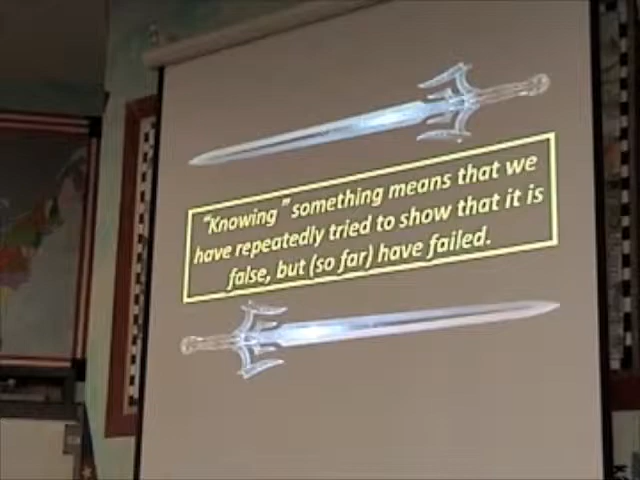 "Knowing" something means that we
have repeatedly tried to show that it is
false, but (so far) have failed.